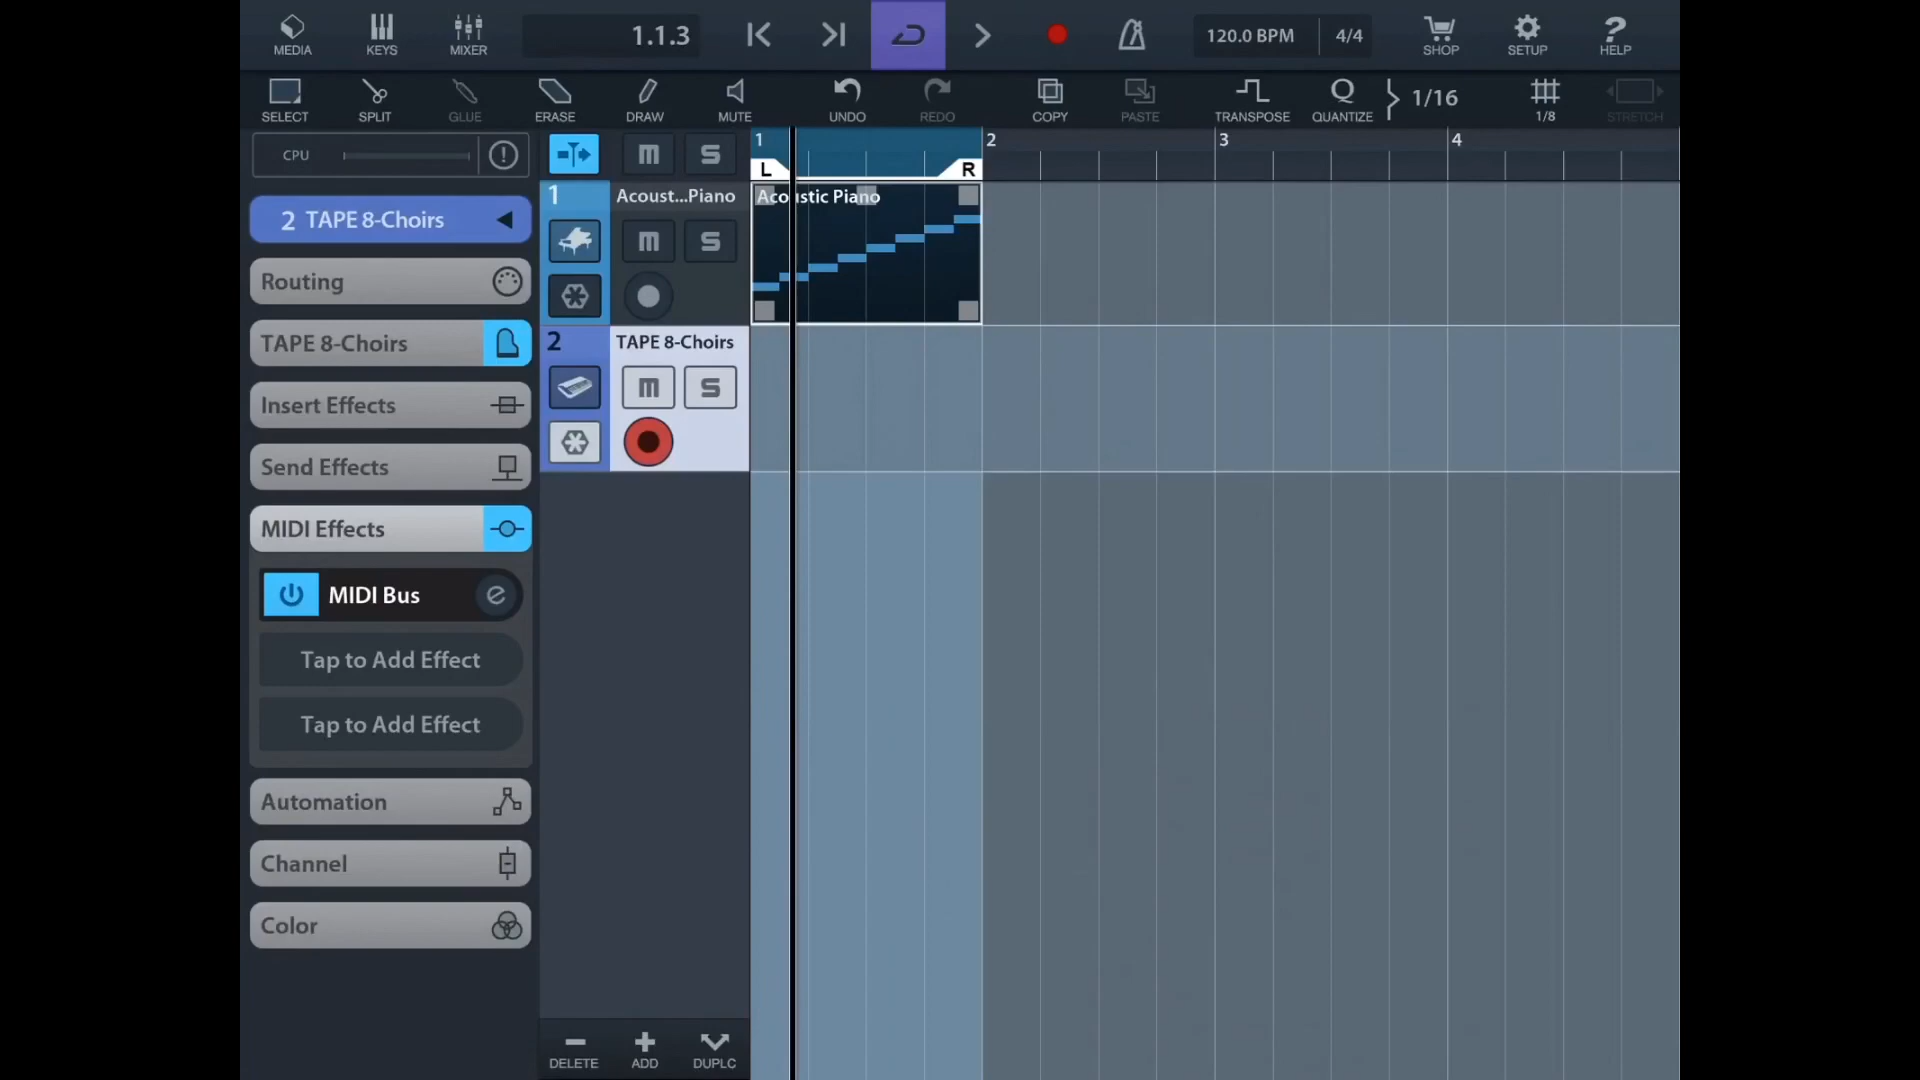 MEDIA
KEYS
MIXER
1.1.3
120.0 BPM
4/4
SHOP
SETUP
?
HELP
SELECT
SPLIT
GLUE
ERASE
DRAW
MUTE
UNDO
REDO
COPY
PASTE
TRANSPOSE
Q
QUANTIZE
1/16
1/8
STRETCH
CPU
m S
1 2 3 4
L R
2 TAPE 8-Choirs
Routing
TAPE 8-Choirs
Insert Effects
Send Effects
MIDI Effects
MIDI Bus e
Tap to Add Effect
Tap to Add Effect
Automation
Channel
Color
1 Acoust...Piano
m S
Acoustic Piano
2 TAPE 8-Choirs
m S
DELETE
ADD
DUPLC